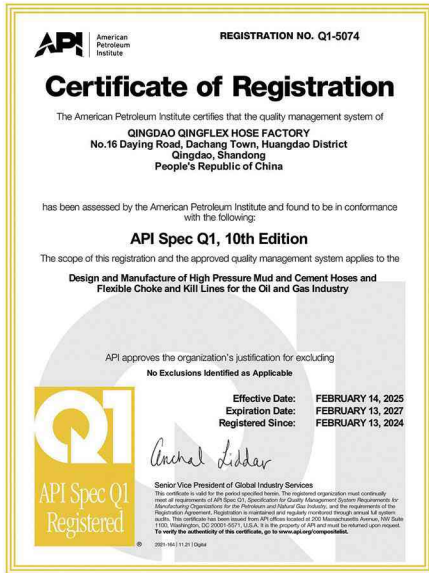 API
American
Petroleum
Institute
REGISTRATION NO. Q1-5074
Certificate of Registration
The American Petroleum Institute certifies that the quality management system of
QINGDAO QINGFLEX HOSE FACTORY
No.16 Daying Road, Dachang Town, Huangdao District
Qingdao, Shandong
People's Republic of China
has been assessed by the American Petroleum Institute and found to be in conformance
with the following:
API Spec Q1, 10th Edition
The scope of this registration and the approved quality management system applies to the
Design and Manufacture of High Pressure Mud and Cement Hoses and
Flexible Choke and Kill Lines for the Oil and Gas Industry
API approves the organization's justification for excluding
No Exclusions Identified as Applicable
Effective Date: FEBRUARY 14, 2025
Expiration Date: FEBRUARY 13, 2027
Registered Since: FEBRUARY 13, 2024
Q1
API Spec Q1
Registered
®
Anchal Liddar
Senior Vice President of Global Industry Services
This certificate is valid for the period specified herein. The registered organization must continually
meet all requirements of API Spec Q1, Specification for Quality Management System Requirements for
Manufacturing Organizations for the Petroleum and Natural Gas Industry, and the requirements of the
Registration Agreement. Registration is maintained and regularly monitored through annual full system
audits. This certificate has been issued from API offices located at 200 Massachusetts Avenue, NW Suite
1100, Washington, DC 20001-5571, U.S.A. It is the property of API and must be returned upon request.
To verify the authenticity of this certificate, go to www.api.org/compositelist.
2021-164 | 11.21 | Digital